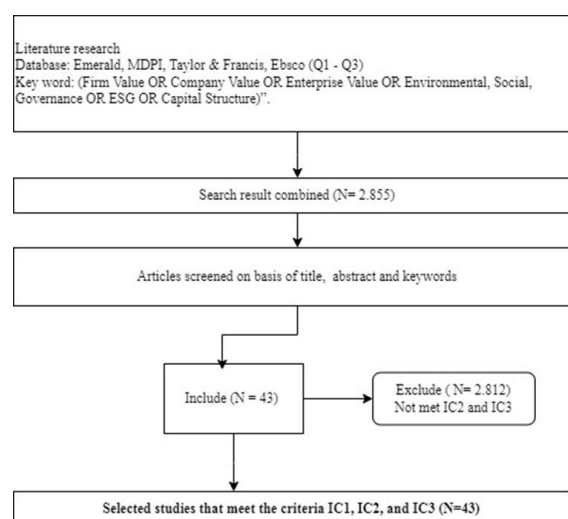 Literature research
Database: Emerald, MDPI, Taylor & Francis, Ebsco (Q1 - Q3)
Key word: (Firm Value OR Company Value OR Enterprise Value OR Environmental, Social,
Governance OR ESG OR Capital Structure)”.
Search result combined (N= 2.855)
Articles screened on basis of title, abstract and keywords
Include (N = 43)
Exclude ( N= 2.812)
Not met IC2 and IC3
Selected studies that meet the criteria IC1, IC2, and IC3 (N=43)